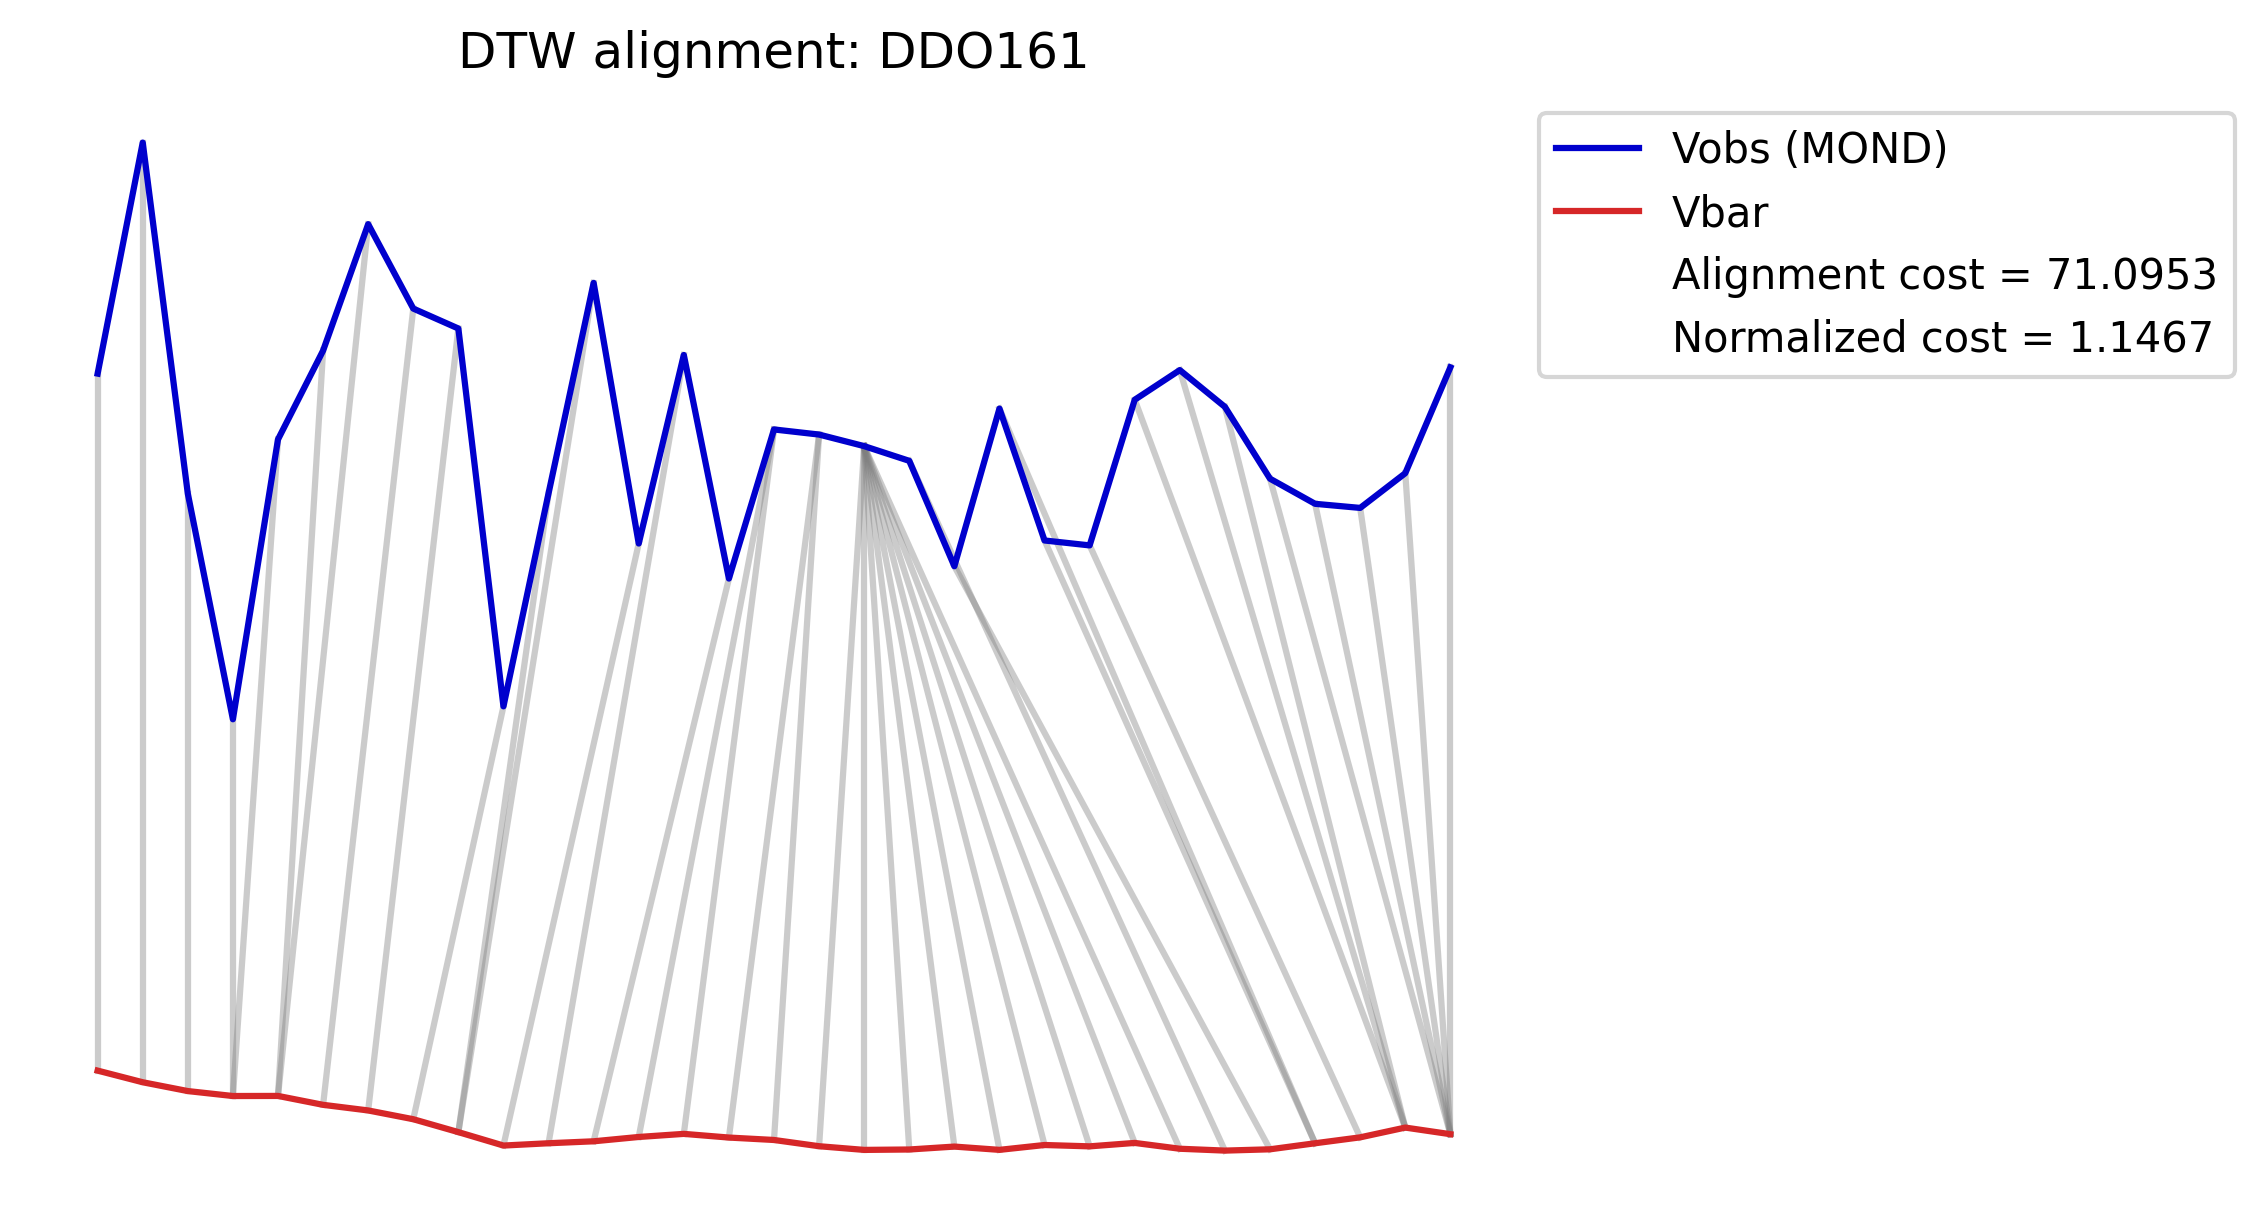 DTW alignment: DDO161
Vobs (MOND)
Vbar
Alignment cost = 71.0953
Normalized cost = 1.1467